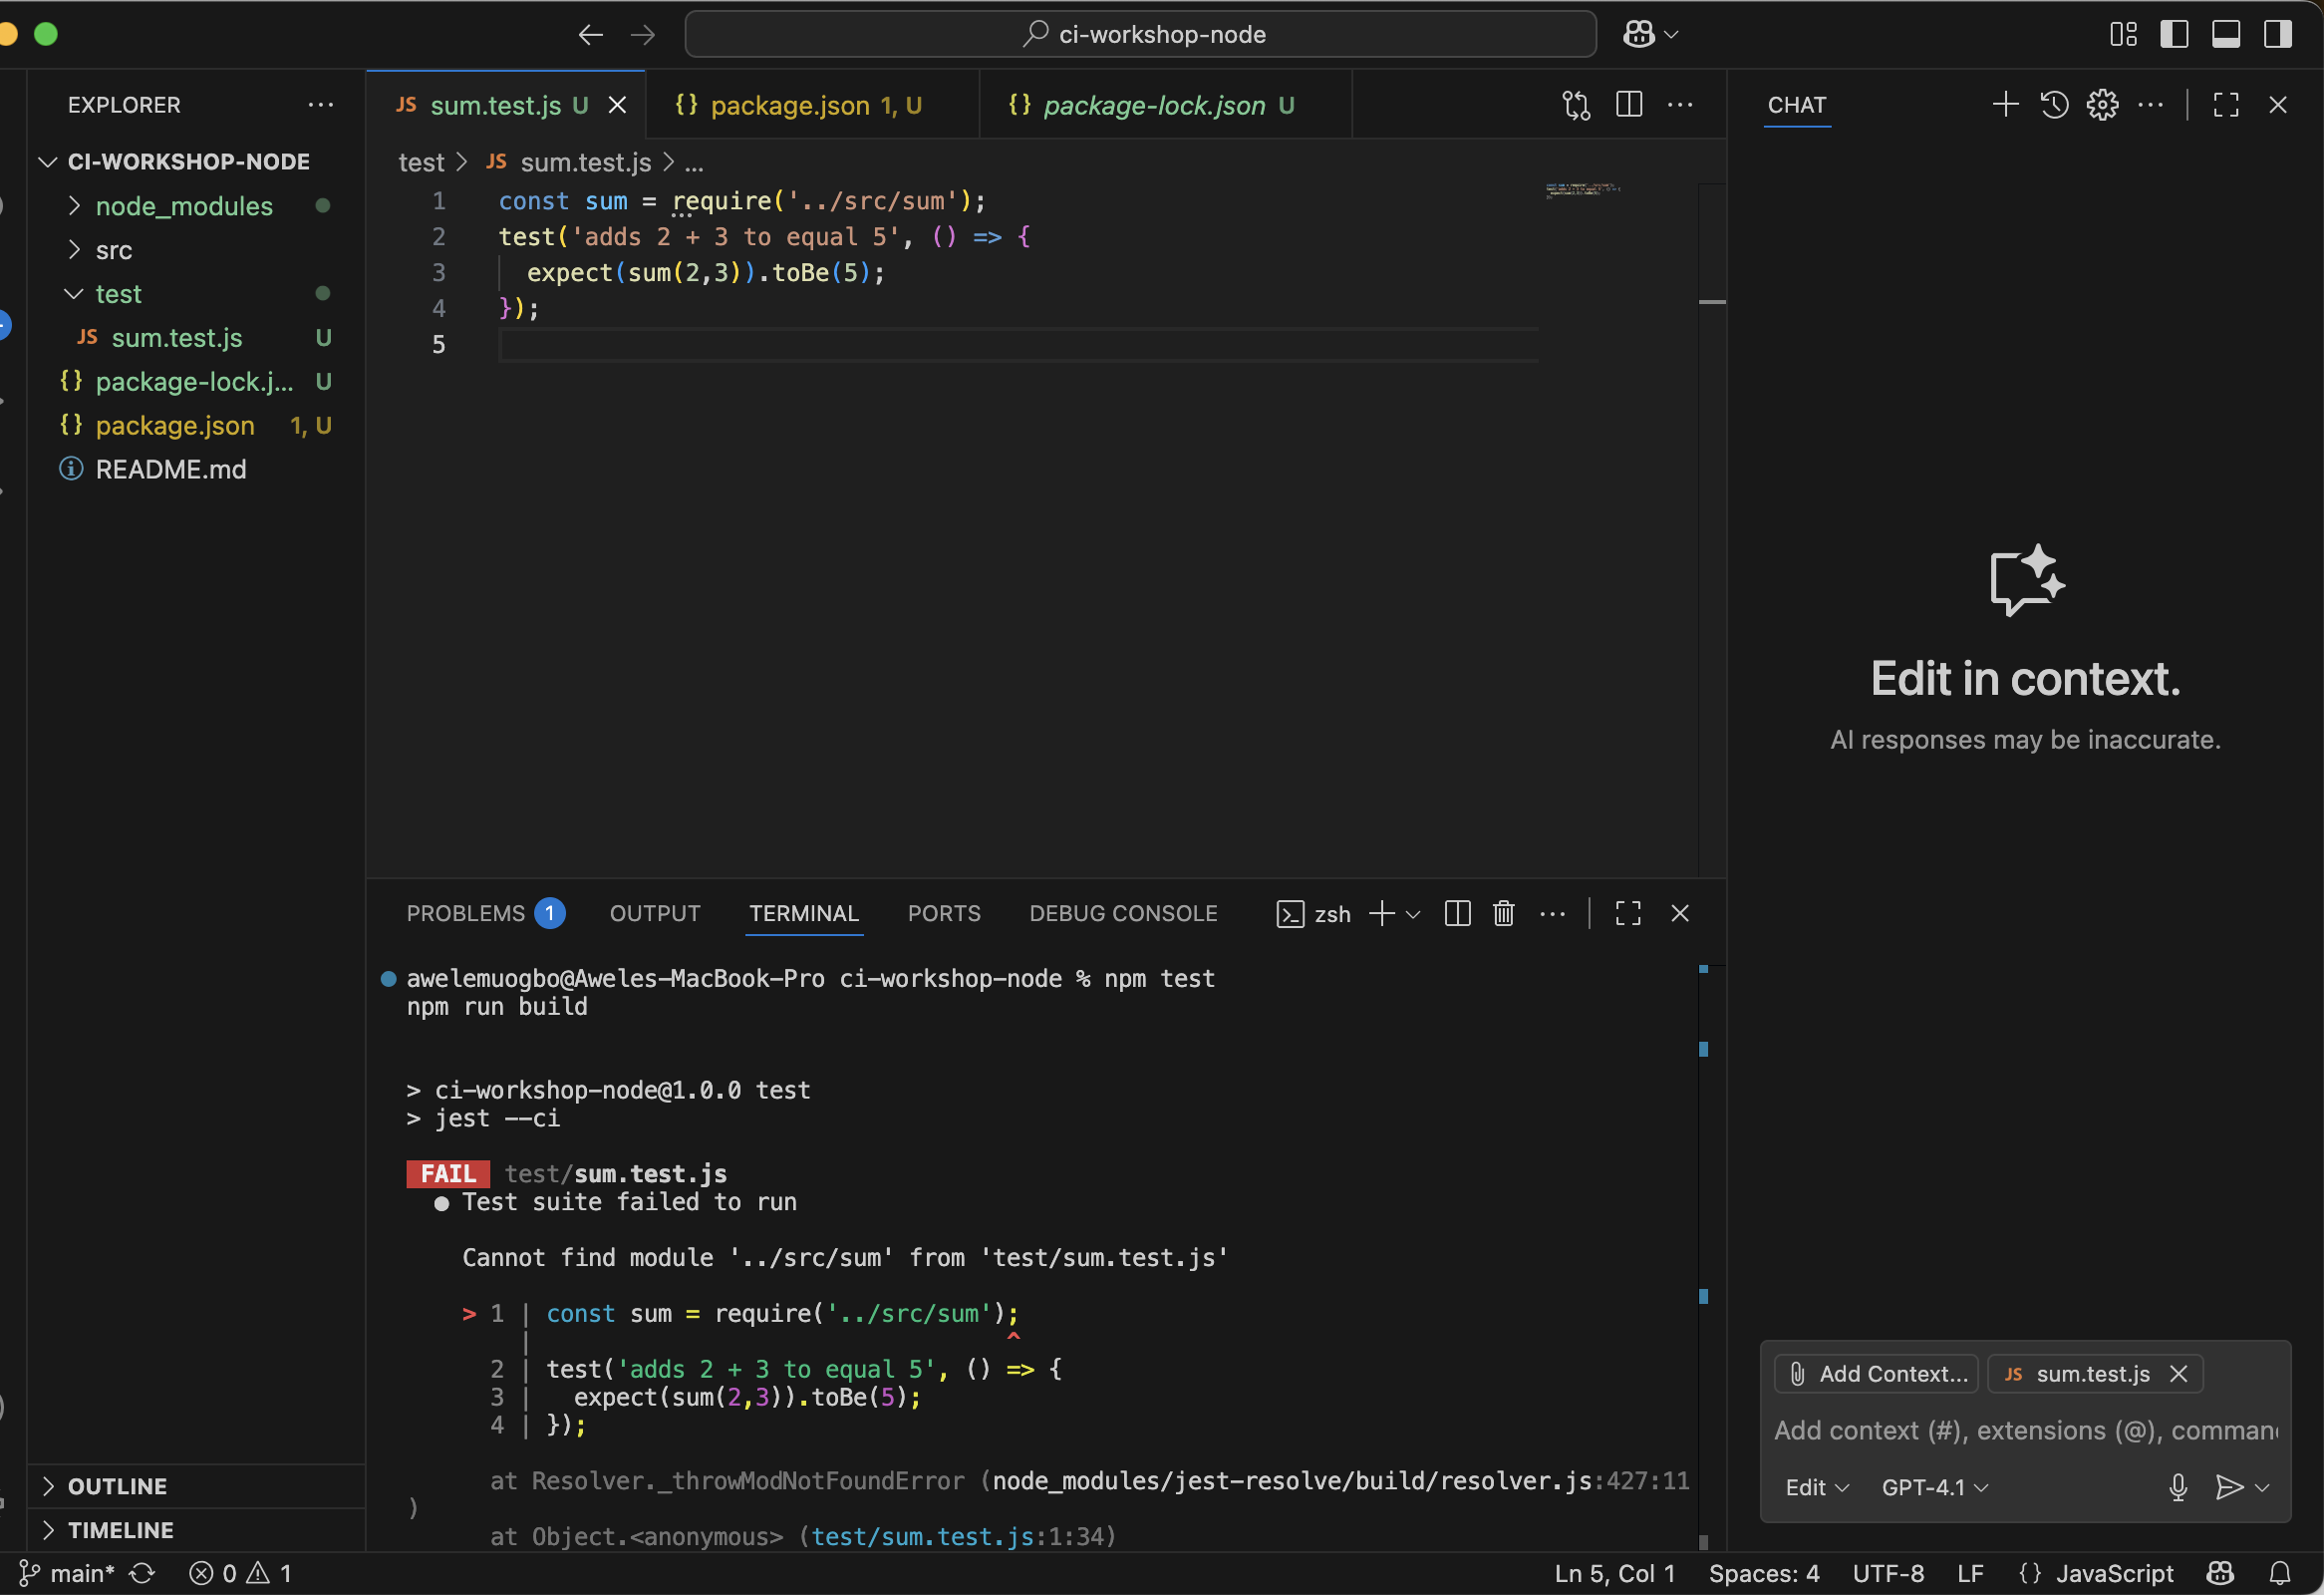 ci-workshop-node
EXPLORER
CI-WORKSHOP-NODE
node_modules
src
test
JS sum.test.js U
{} package-lock.j... U
{} package.json 1, U
README.md
OUTLINE
TIMELINE
JS sum.test.js U
{} package.json 1, U
{} package-lock.json U
test > JS sum.test.js > ...
1 const sum = require('../src/sum');
2 test('adds 2 + 3 to equal 5', () => {
3 expect(sum(2,3)).toBe(5);
4 });
5
PROBLEMS 1 OUTPUT TERMINAL PORTS DEBUG CONSOLE
zsh
awelemuogbo@Aweles-MacBook-Pro ci-workshop-node % npm test
npm run build
> ci-workshop-node@1.0.0 test
> jest --ci
FAIL test/sum.test.js
● Test suite failed to run
Cannot find module '../src/sum' from 'test/sum.test.js'
> 1 | const sum = require('../src/sum');
| ^
2 | test('adds 2 + 3 to equal 5', () => {
3 | expect(sum(2,3)).toBe(5);
4 | });
at Resolver._throwModNotFoundError (node_modules/jest-resolve/build/resolver.js:427:11
)
at Object.<anonymous> (test/sum.test.js:1:34)
CHAT
Edit in context.
AI responses may be inaccurate.
Add Context... JS sum.test.js
Add context (#), extensions (@), comman
Edit GPT-4.1
main* 0 1
Ln 5, Col 1 Spaces: 4 UTF-8 LF {} JavaScript